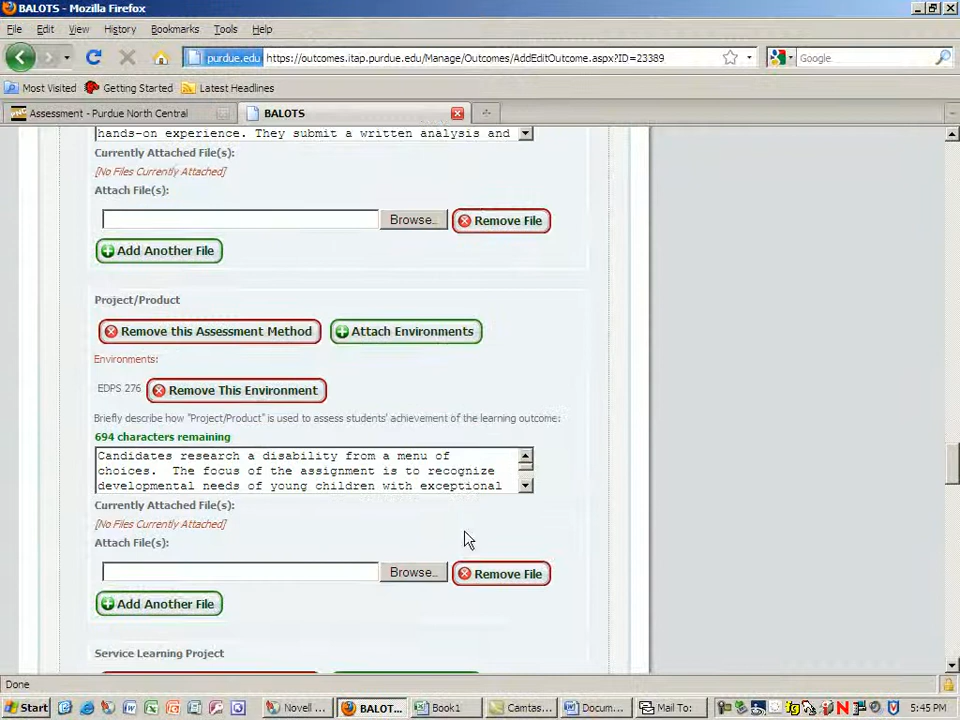 BALOTS - Mozilla Firefox
File Edit View History Bookmarks Tools Help
purdue.edu https://outcomes.itap.purdue.edu/Manage/Outcomes/AddEditOutcome.aspx?ID=23389 Google
Most Visited Getting Started Latest Headlines
Assessment - Purdue North Central BALOTS
hands-on experience. They submit a written analysis and
Currently Attached File(s):
[No Files Currently Attached]
Attach File(s):
Browse... Remove File
Add Another File
Project/Product
Remove this Assessment Method Attach Environments
Environments:
EDPS 276 Remove This Environment
Briefly describe how "Project/Product" is used to assess students' achievement of the learning outcome:
694 characters remaining
Candidates research a disability from a menu of
choices. The focus of the assignment is to recognize
developmental needs of young children with exceptional
Currently Attached File(s):
[No Files Currently Attached]
Attach File(s):
Browse... Remove File
Add Another File
Service Learning Project
Done
Start Novell ... BALOT... Book1 Camtas... Docum... Mail To: 5:45 PM